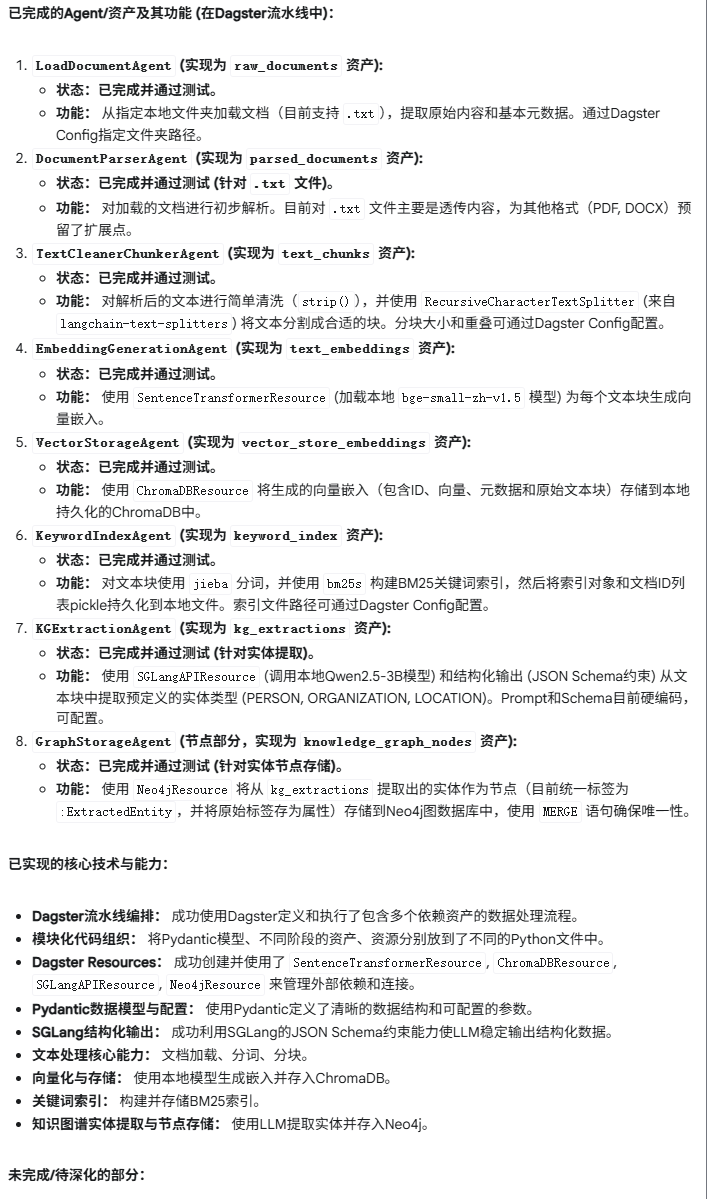 已完成的Agent/资产及其功能 (在Dagster流水线中)：
1. LoadDocumentAgent (实现为 raw_documents 资产):
状态：已完成并通过测试。
功能： 从指定本地文件夹加载文档（目前支持 .txt），提取原始内容和基本元数据。通过Dagster
Config指定文件夹路径。
2. DocumentParserAgent (实现为 parsed_documents 资产):
状态：已完成并通过测试 (针对 .txt 文件)。
功能： 对加载的文档进行初步解析。目前对 .txt 文件主要是透传内容，为其他格式（PDF, DOCX）预
留了扩展点。
3. TextCleanerChunkerAgent (实现为 text_chunks 资产):
状态：已完成并通过测试。
功能： 对解析后的文本进行简单清洗（ strip() ），并使用 RecursiveCharacterTextSplitter (来自
langchain-text-splitters ) 将文本分割成合适的块。分块大小和重叠可通过Dagster Config配置。
4. EmbeddingGenerationAgent (实现为 text_embeddings 资产):
状态：已完成并通过测试。
功能： 使用 SentenceTransformerResource (加载本地 bge-small-zh-v1.5 模型) 为每个文本块生成向
量嵌入。
5. VectorStorageAgent (实现为 vector_store_embeddings 资产):
状态：已完成并通过测试。
功能： 使用 ChromaDBResource 将生成的向量嵌入（包含ID、向量、元数据和原始文本块）存储到本地
持久化的ChromaDB中。
6. KeywordIndexAgent (实现为 keyword_index 资产):
状态：已完成并通过测试。
功能： 对文本块使用 jieba 分词，并使用 bm25s 构建BM25关键词索引，然后将索引对象和文档ID列
表pickle持久化到本地文件。索引文件路径可通过Dagster Config配置。
7. KGExtractionAgent (实现为 kg_extractions 资产):
状态：已完成并通过测试 (针对实体提取)。
功能： 使用 SGLangAPIResource (调用本地Qwen2.5-3B模型) 和结构化输出 (JSON Schema约束) 从文
本块中提取预定义的实体类型 (PERSON, ORGANIZATION, LOCATION)。Prompt和Schema目前硬编码，
可配置。
8. GraphStorageAgent (节点部分，实现为 knowledge_graph_nodes 资产):
状态：已完成并通过测试 (针对实体节点存储)。
功能： 使用 Neo4jResource 将从 kg_extractions 提取出的实体作为节点（目前统一标签为
:ExtractedEntity ，并将原始标签存为属性）存储到Neo4j图数据库中，使用 MERGE 语句确保唯一性。
已实现的核心技术与能力：
Dagster流水线编排： 成功使用Dagster定义和执行了包含多个依赖资产的数据处理流程。
模块化代码组织： 将Pydantic模型、不同阶段的资产、资源分别放到了不同的Python文件中。
Dagster Resources： 成功创建并使用了 SentenceTransformerResource , ChromaDBResource ,
SGLangAPIResource , Neo4jResource 来管理外部依赖和连接。
Pydantic数据模型与配置： 使用Pydantic定义了清晰的数据结构和可配置的参数。
SGLang结构化输出： 成功利用SGLang的JSON Schema约束能力使LLM稳定输出结构化数据。
文本处理核心能力： 文档加载、分词、分块。
向量化与存储： 使用本地模型生成嵌入并存入ChromaDB。
关键词索引： 构建并存储BM25索引。
知识图谱实体提取与节点存储： 使用LLM提取实体并存入Neo4j。
未完成/待深化的部分：